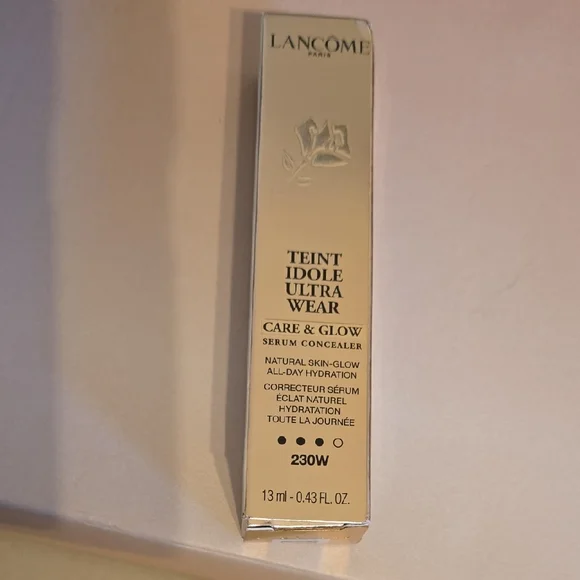 LANCÔME
PARIS
TEINT
IDOLE
ULTRA
WEAR
CARE & GLOW
SERUM CONCEALER
NATURAL SKIN-GLOW
ALL-DAY HYDRATION
CORRECTEUR SÉRUM
ÉCLAT NATUREL
HYDRATATION
TOUTE LA JOURNÉE
230W
13 ml - 0.43 FL. OZ.